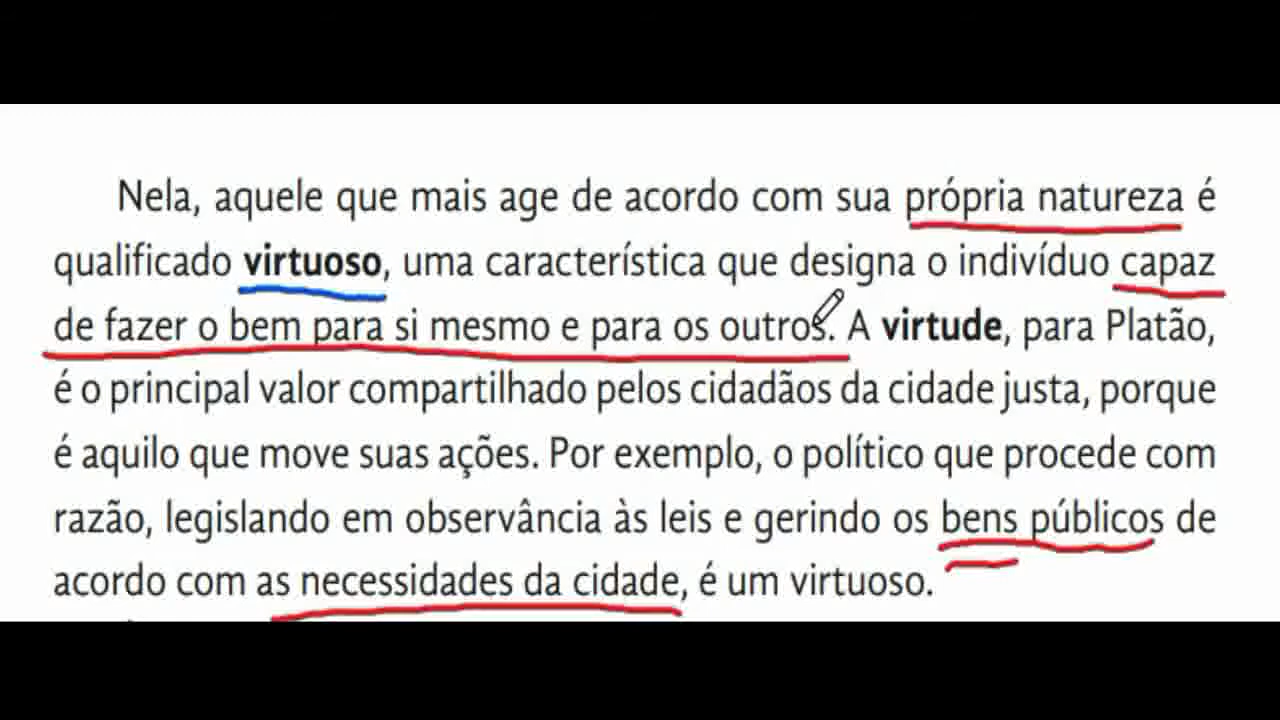 Nela, aquele que mais age de acordo com sua própria natureza é
qualificado virtuoso, uma característica que designa o indivíduo capaz
de fazer o bem para si mesmo e para os outros. A virtude, para Platão,
é o principal valor compartilhado pelos cidadãos da cidade justa, porque
é aquilo que move suas ações. Por exemplo, o político que procede com
razão, legislando em observância às leis e gerindo os bens públicos de
acordo com as necessidades da cidade, é um virtuoso.